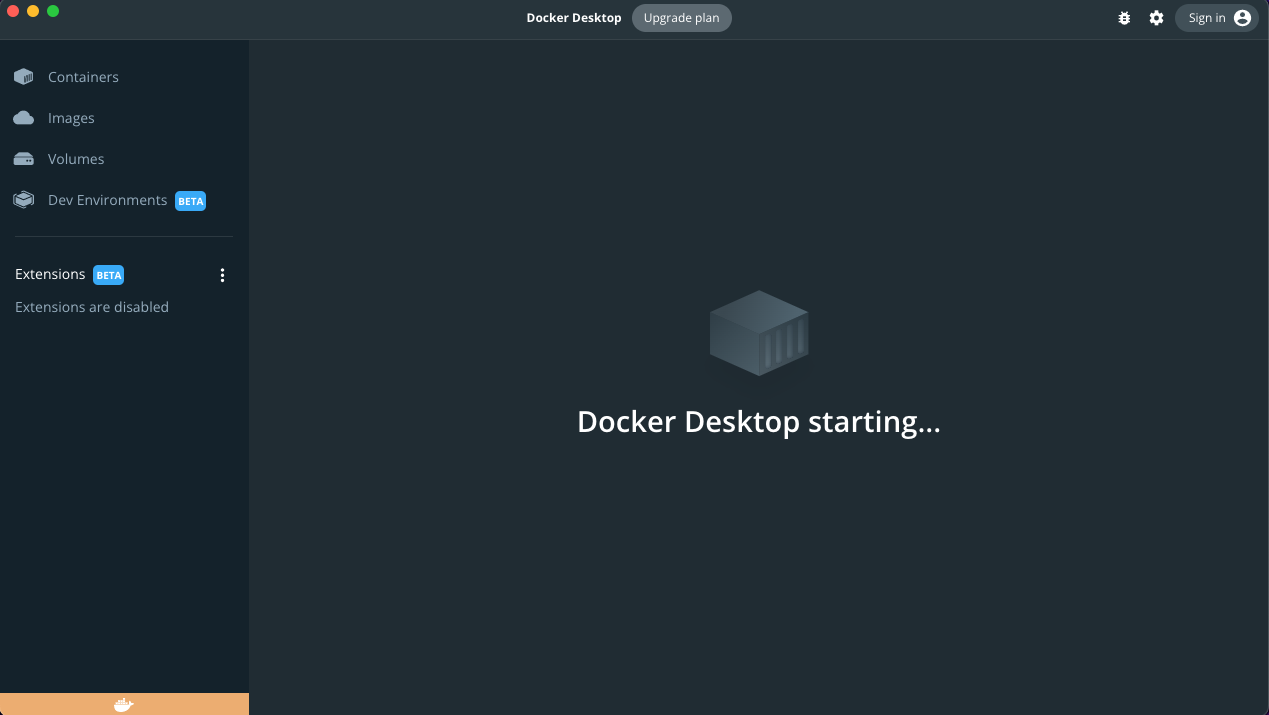 Docker Desktop Upgrade plan Sign in
Containers
Images
Volumes
Dev Environments BETA
Extensions BETA
Extensions are disabled
Docker Desktop starting...